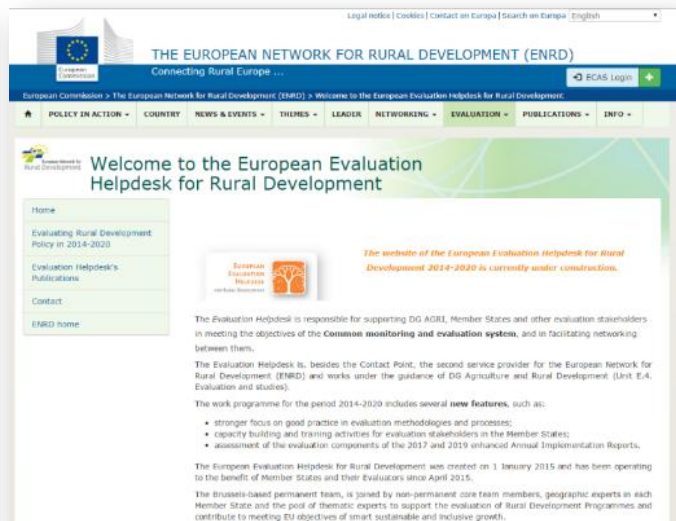 Legal notice | Cookies | Contact on Europa | Search on Europa English
European
Commission
THE EUROPEAN NETWORK FOR RURAL DEVELOPMENT (ENRD)
Connecting Rural Europe ...
ECAS Login
European Commission > The European Network for Rural Development (ENRD) > Welcome to the European Evaluation Helpdesk for Rural Development
POLICY IN ACTION COUNTRY NEWS & EVENTS THEMES LEADER NETWORKING EVALUATION PUBLICATIONS INFO
European Network for
Rural Development
Welcome to the European Evaluation
Helpdesk for Rural Development
Home
Evaluating Rural Development
Policy in 2014-2020
Evaluation Helpdesk's
Publications
Contact
ENRD home
EUROPEAN
EVALUATION
HELPDESK
for Rural Development
The website of the European Evaluation Helpdesk for Rural
Development 2014-2020 is currently under construction.
The Evaluation Helpdesk is responsible for supporting DG AGRI, Member States and other evaluation stakeholders
in meeting the objectives of the Common monitoring and evaluation system, and in facilitating networking
between them.
The Evaluation Helpdesk is, besides the Contact Point, the second service provider for the European Network for
Rural Development (ENRD) and works under the guidance of DG Agriculture and Rural Development (Unit E.4.
Evaluation and studies).
The work programme for the period 2014-2020 includes several new features, such as:
• stronger focus on good practice in evaluation methodologies and processes;
• capacity building and training activities for evaluation stakeholders in the Member States;
• assessment of the evaluation components of the 2017 and 2019 enhanced Annual Implementation Reports.
The European Evaluation Helpdesk for Rural Development was created on 1 January 2015 and has been operating
to the benefit of Member States and their Evaluators since April 2015.
The Brussels-based permanent team, is joined by non-permanent core team members, geographic experts in each
Member State and the pool of thematic experts to support the evaluation of Rural Development Programmes and
contribute to meeting EU objectives of smart sustainable and inclusive growth.